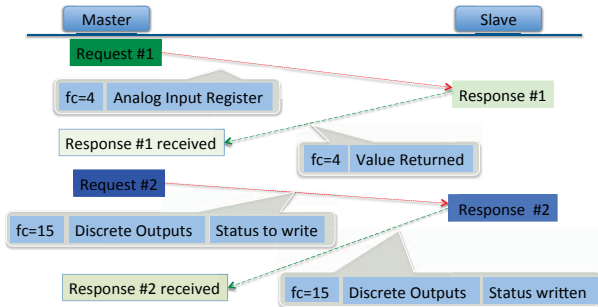 Master
Slave
Request #1
fc=4 Analog Input Register
Response #1
Response #1 received
fc=4 Value Returned
Request #2
Response #2
fc=15 Discrete Outputs Status to write
Response #2 received
fc=15 Discrete Outputs Status written